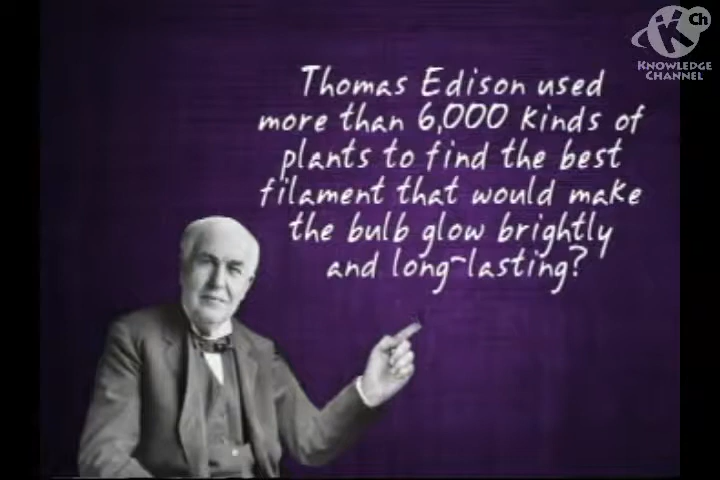 Ch
K
KNOWLEDGE
CHANNEL
Thomas Edison used
more than 6,000 kinds of
plants to find the best
filament that would make
the bulb glow brightly
and long-lasting?